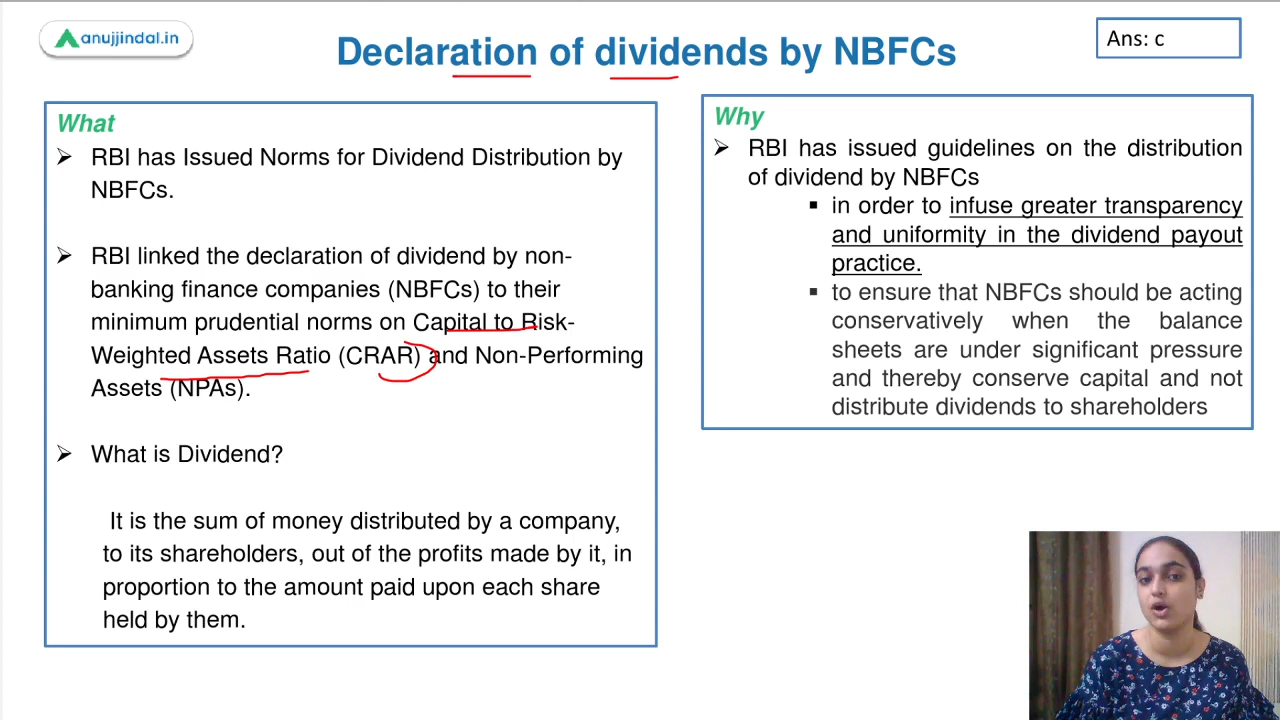 anujjindal.in
Declaration of dividends by NBFCs
Ans: c
What
➢ RBI has Issued Norms for Dividend Distribution by
NBFCs.
➢ RBI linked the declaration of dividend by non-
banking finance companies (NBFCs) to their
minimum prudential norms on Capital to Risk-
Weighted Assets Ratio (CRAR) and Non-Performing
Assets (NPAs).
➢ What is Dividend?
It is the sum of money distributed by a company,
to its shareholders, out of the profits made by it, in
proportion to the amount paid upon each share
held by them.
Why
➢ RBI has issued guidelines on the distribution
of dividend by NBFCs
▪ in order to infuse greater transparency
and uniformity in the dividend payout
practice.
▪ to ensure that NBFCs should be acting
conservatively when the balance
sheets are under significant pressure
and thereby conserve capital and not
distribute dividends to shareholders